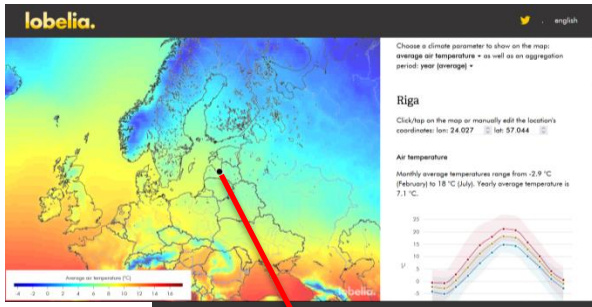 lobelia.
english
Choose a climate parameter to show on the map:
average air temperature as well as an aggregation
period: year (average)
Riga
Click/tap on the map or manually edit the location's
coordinates: lon: 24.027 lat: 57.044
Air temperature
Monthly average temperatures range from -2.9 °C
(February) to 18 °C (July). Yearly average temperature is
7.1 °C.
25
20
15
10
5
0
-5
°C
Average air temperature [°C]
-4 -2 0 2 4 6 8 10 12 14 16 18
lobelia.